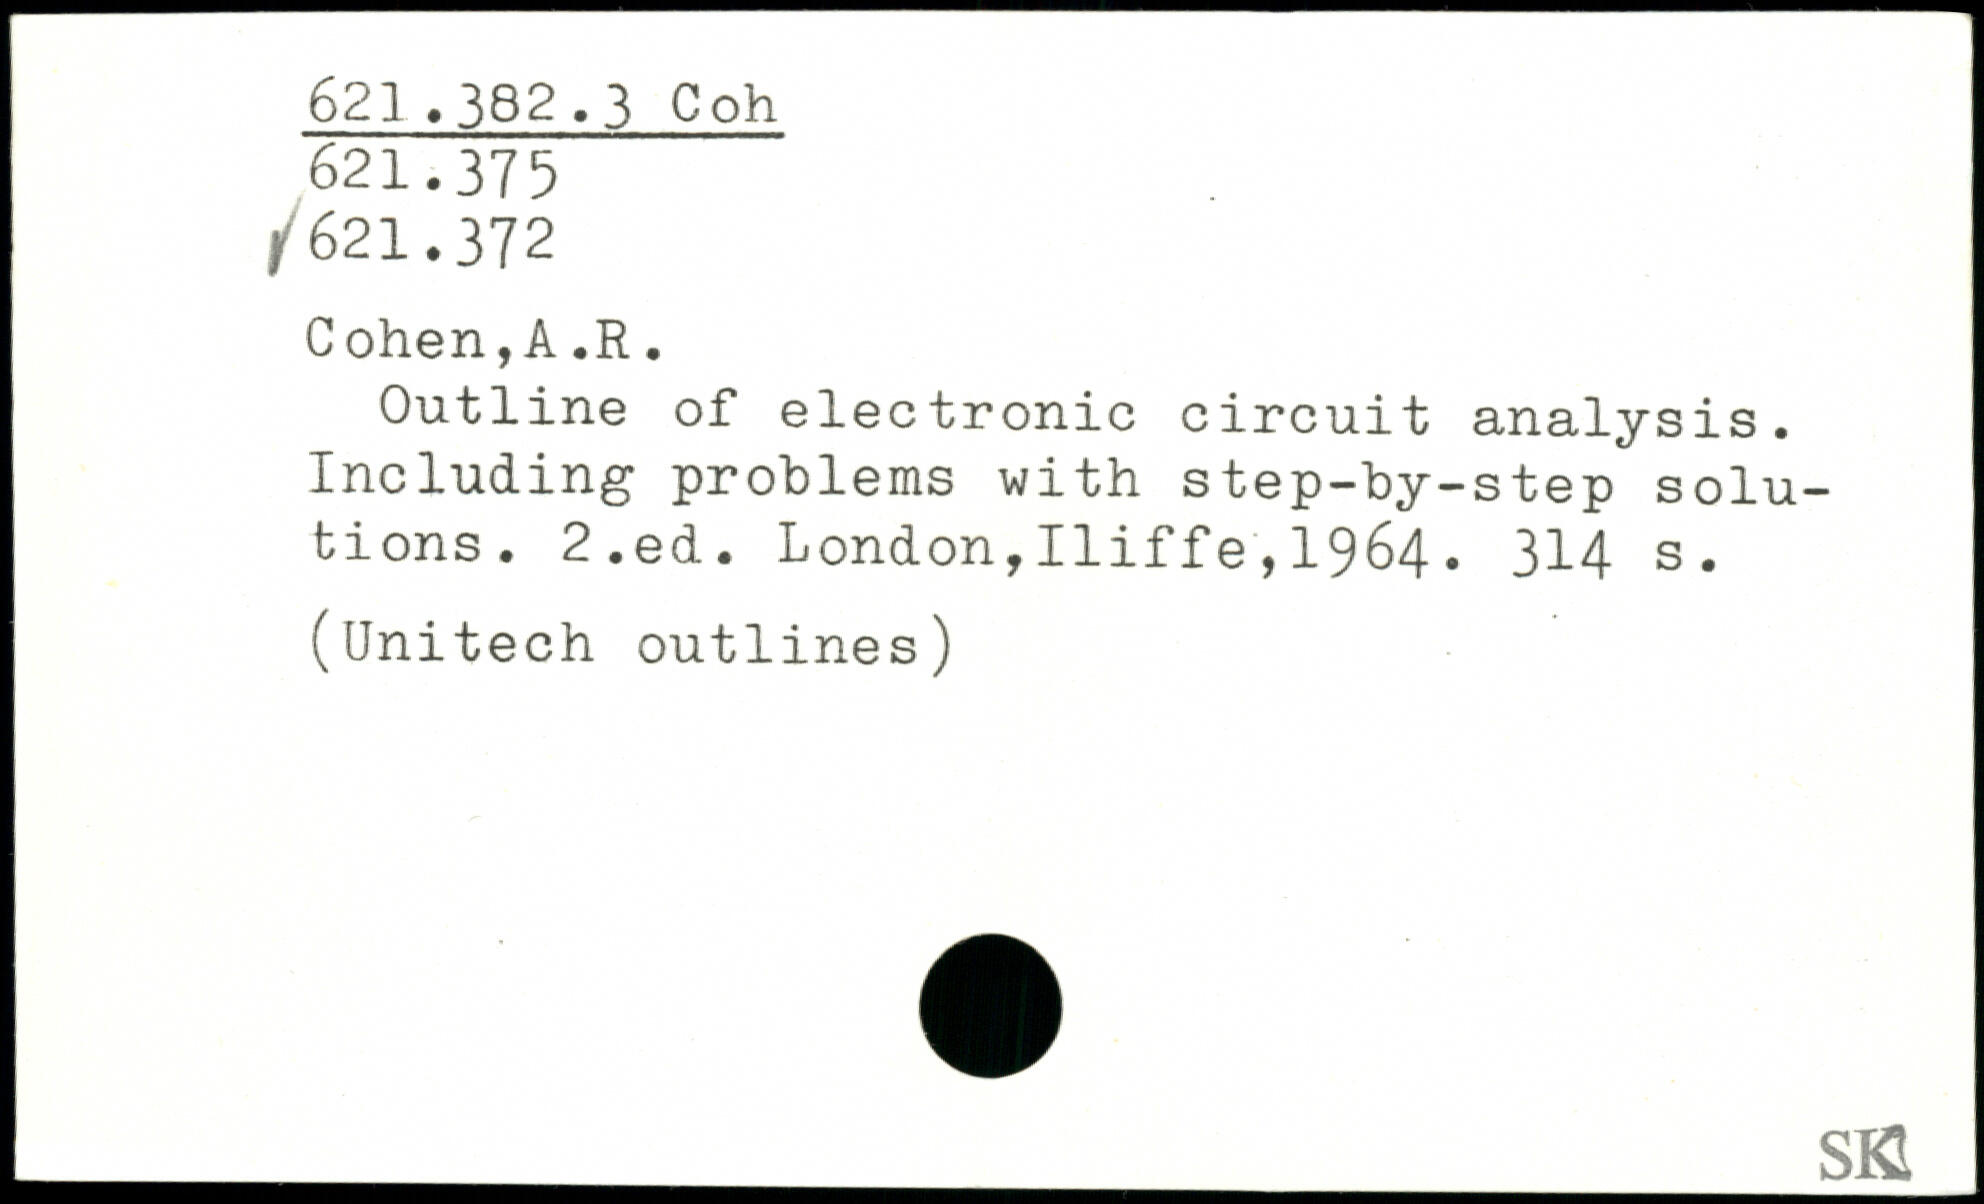 621.382.3 Coh
621.375
621.372
Cohen,A.R.
Outline of electronic circuit analysis.
Including problems with step-by-step solu-
tions. 2.ed. London,Iliffe,1964. 314 s.
(Unitech outlines)
SK